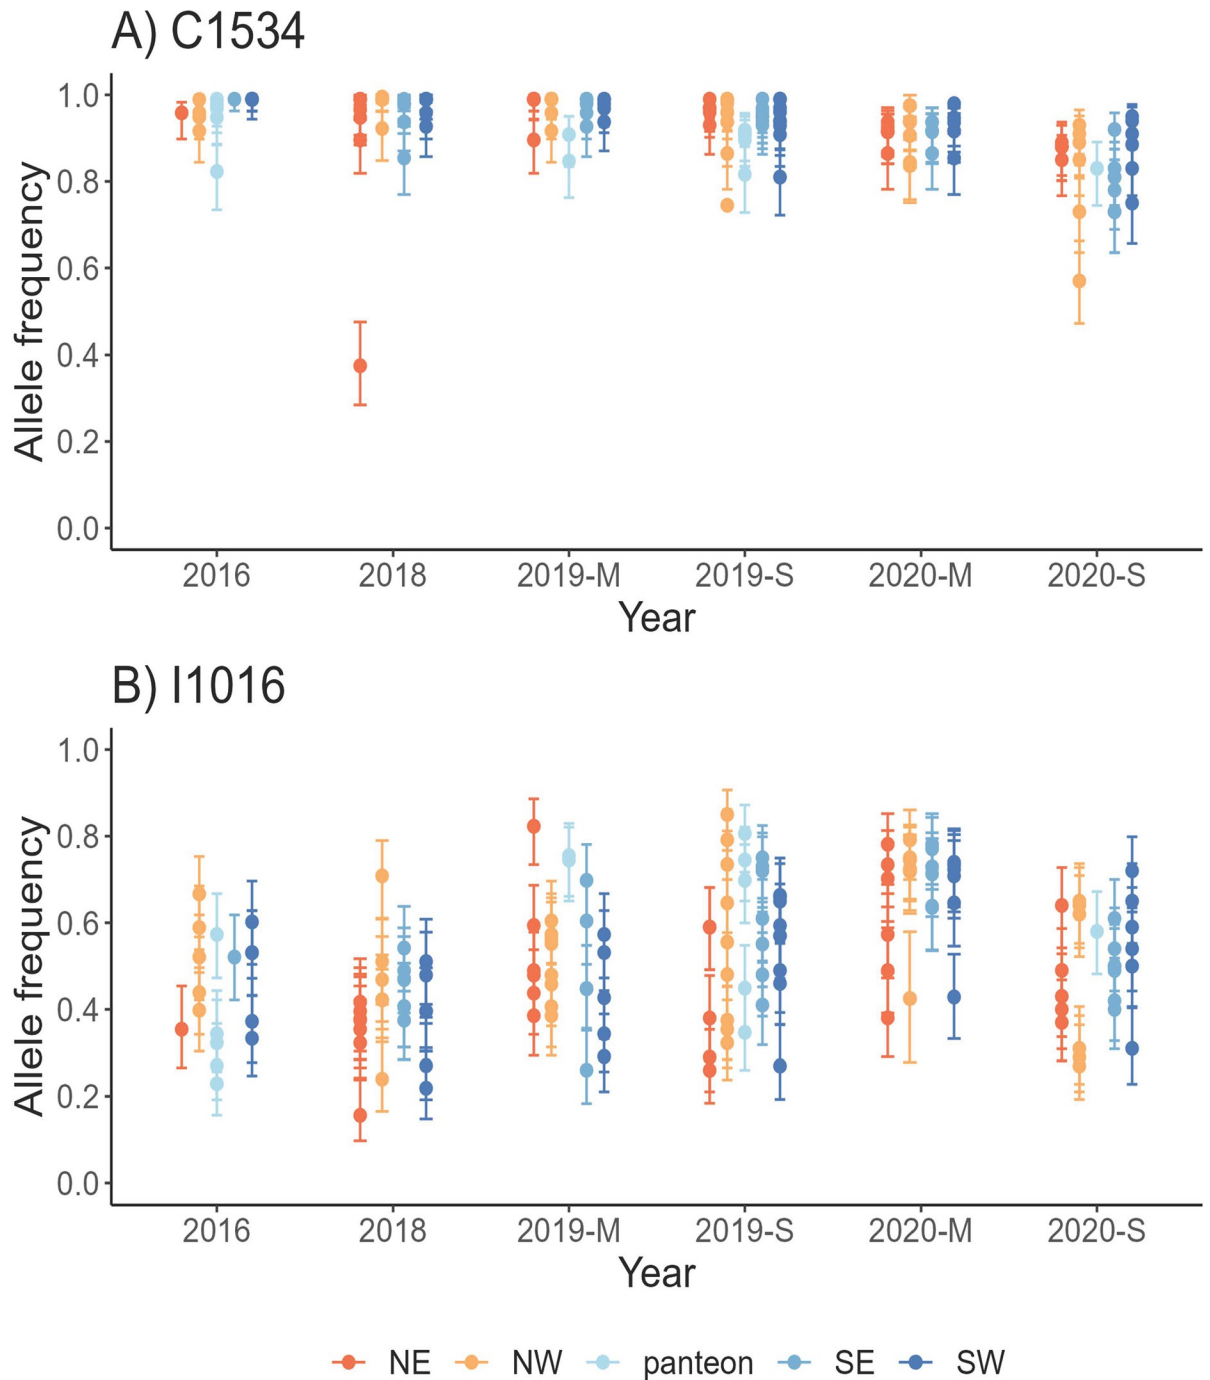 A) C1534
Allele frequency
1.0
0.8
0.6
0.4
0.2
0.0
2016 2018 2019-M 2019-S 2020-M 2020-S
Year
B) I1016
Allele frequency
1.0
0.8
0.6
0.4
0.2
0.0
2016 2018 2019-M 2019-S 2020-M 2020-S
Year
NE NW panteon SE SW